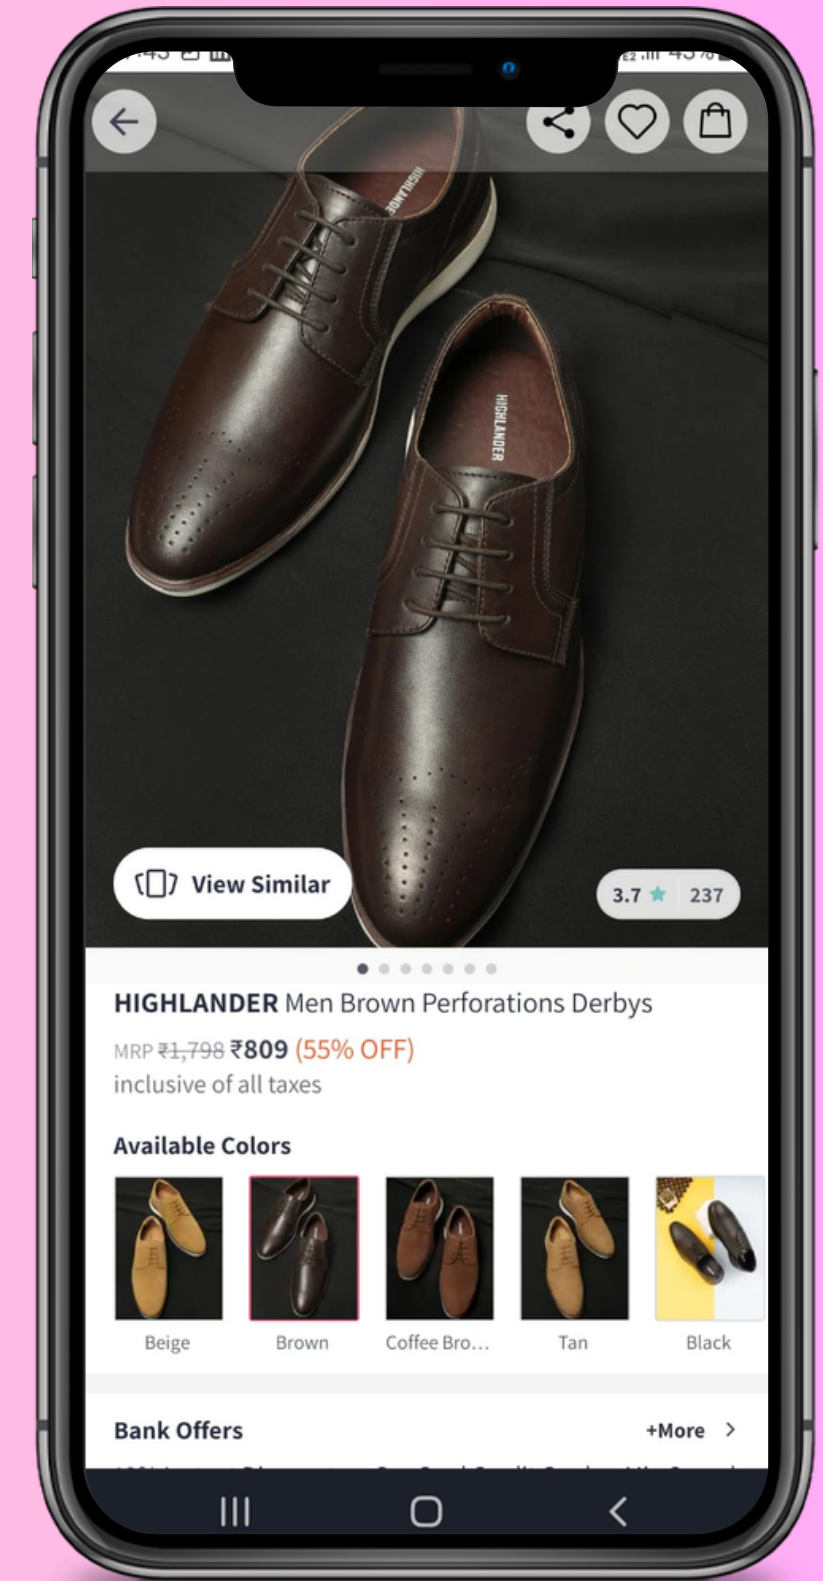 43%
HIGHLANDER
HIGHLANDER
View Similar
3.7 ★ 237
HIGHLANDER Men Brown Perforations Derbys
MRP ₹1,798 ₹809 (55% OFF)
inclusive of all taxes
Available Colors
Beige Brown Coffee Bro... Tan Black
Bank Offers +More